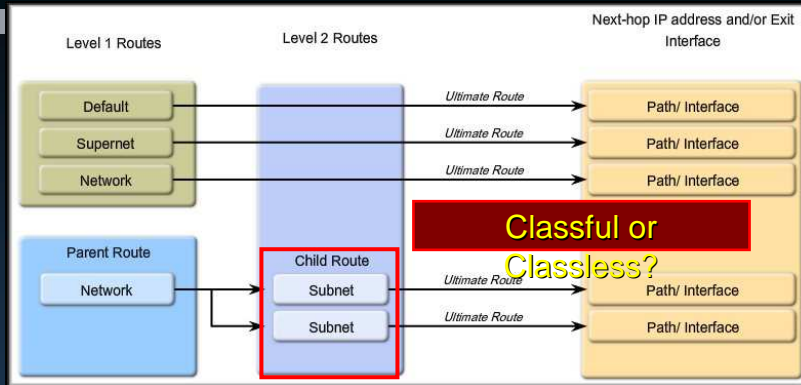 Level 1 Routes
Level 2 Routes
Next-hop IP address and/or Exit
Interface
Default
Ultimate Route
Path/ Interface
Supernet
Ultimate Route
Path/ Interface
Network
Ultimate Route
Path/ Interface
Classful or
Classless?
Parent Route
Child Route
Network
Subnet
Ultimate Route
Path/ Interface
Subnet
Ultimate Route
Path/ Interface